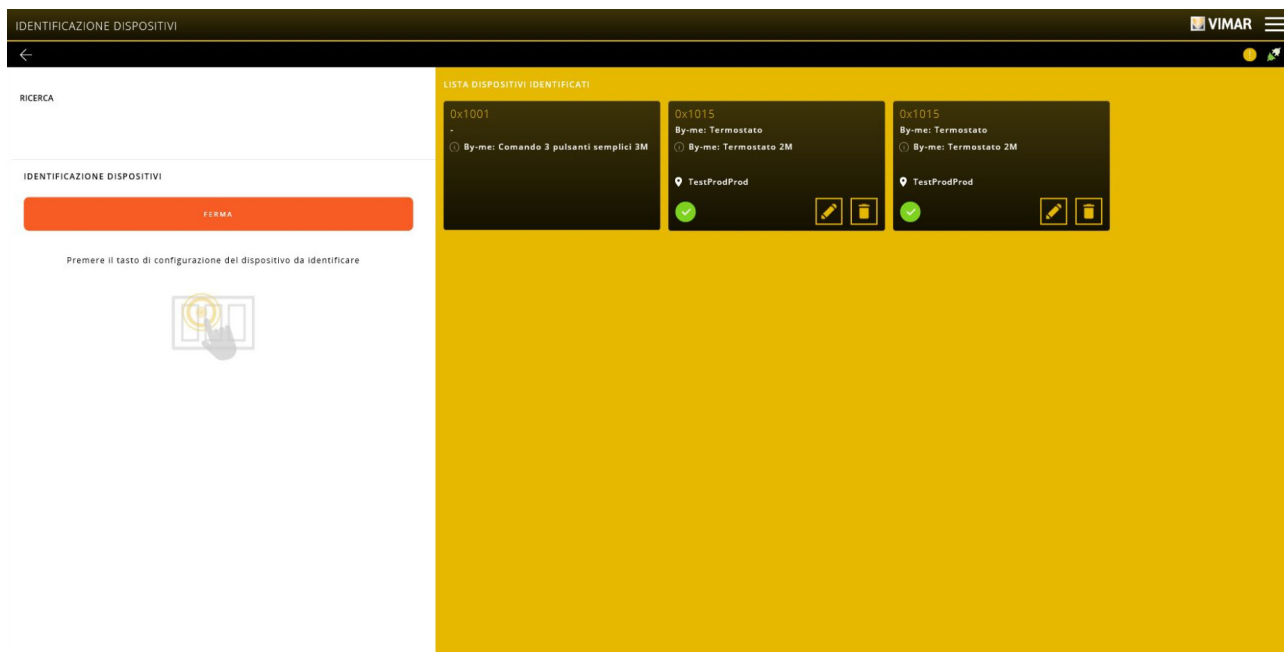 IDENTIFICAZIONE DISPOSITIVI
VIMAR
RICERCA
IDENTIFICAZIONE DISPOSITIVI
FERMA
Premere il tasto di configurazione del dispositivo da identificare
LISTA DISPOSITIVI IDENTIFICATI
0x1001
-
By-me: Comando 3 pulsanti semplici 3M
0x1015
By-me: Termostato
By-me: Termostato 2M
TestProdProd
0x1015
By-me: Termostato
By-me: Termostato 2M
TestProdProd